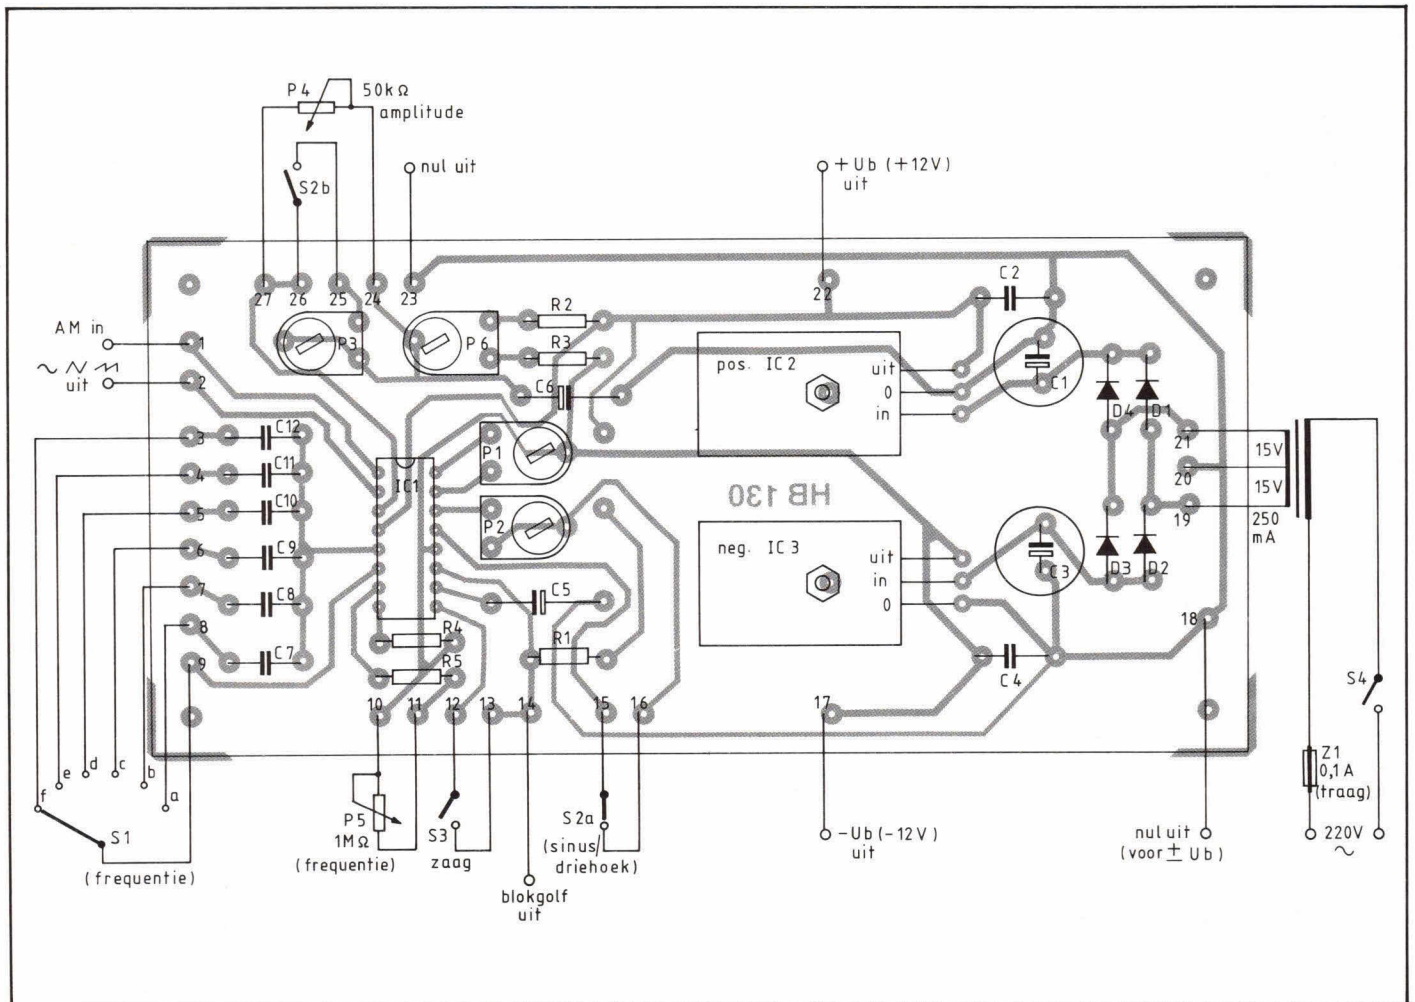 P4
50kΩ
amplitude
S2b
nul uit
+Ub (+12V)
uit
27
26
25
24
23
22
C2
AM in
1
2
uit
P3
P6
R2
R3
C6
pos. IC2
uit
0
in
C1
D4
D1
3
C12
4
C11
5
C10
6
C9
7
C8
8
9
C7
IC1
P1
P2
HB 130
21
20
19
15V
15V
250
mA
neg. IC3
uit
in
0
C3
D3
D2
C5
R4
R5
R1
C4
18
10
11
12
13
14
15
16
17
S4
Z1
0,1A
(traag)
f
e
d
c
b
a
S1
(frequentie)
P5
1MΩ
(frequentie)
S3
zaag
S2a
(sinus/
driehoek)
blokgolf
uit
-Ub (-12V)
uit
nul uit
(voor ± Ub)
220V
~